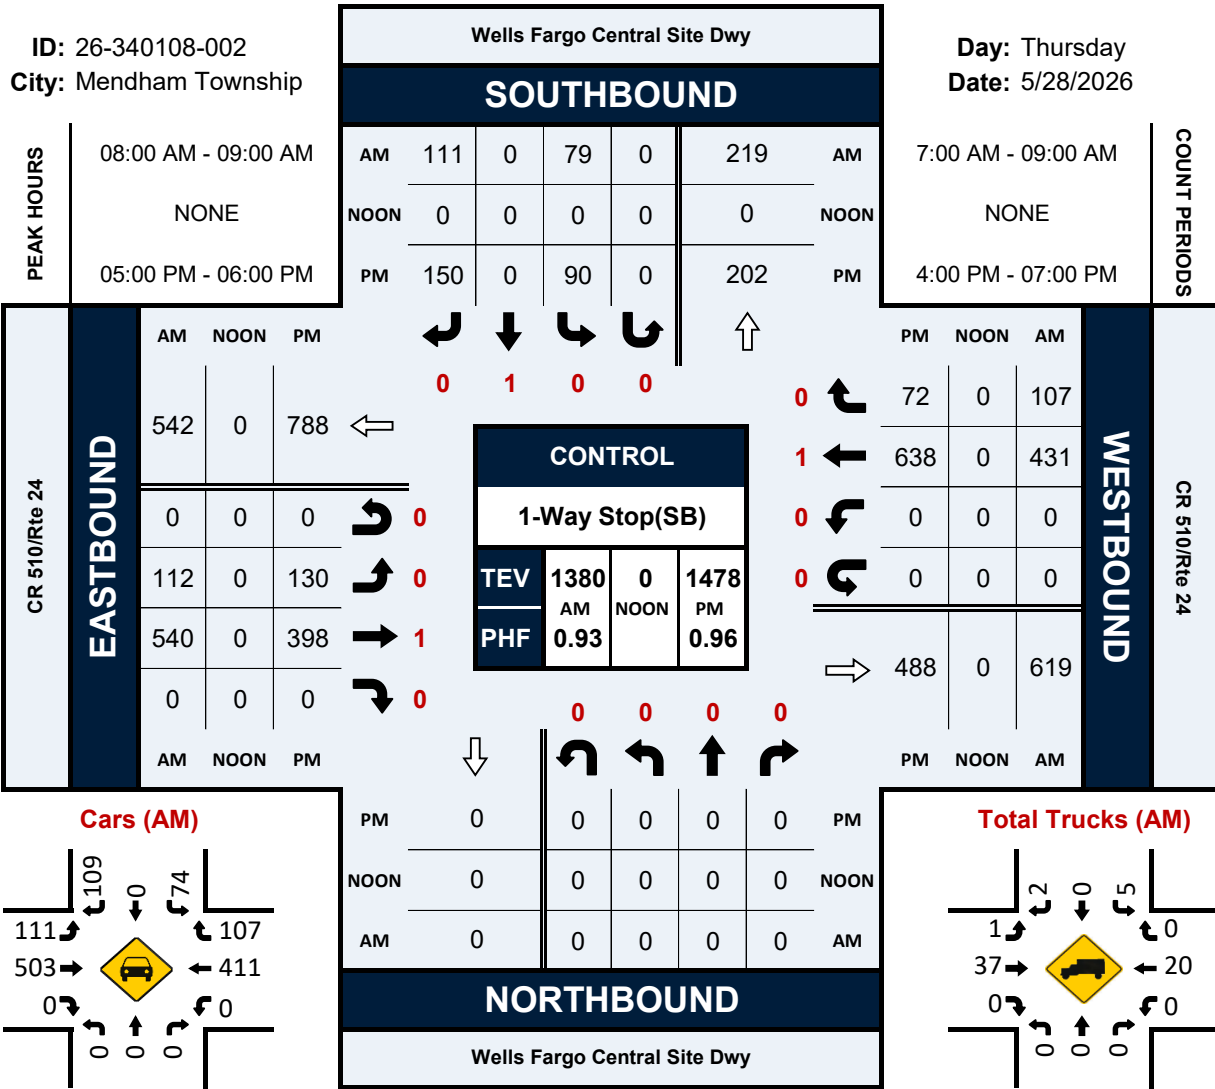 Wells Fargo Central Site Dwy
ID: 26-340108-002
City: Mendham Township
Day: Thursday
Date: 5/28/2026
SOUTHBOUND
PEAK HOURS
08:00 AM - 09:00 AM
NONE
05:00 PM - 06:00 PM
AM 111 0 79 0 219 AM
NOON 0 0 0 0 0 NOON
PM 150 0 90 0 202 PM
7:00 AM - 09:00 AM
NONE
4:00 PM - 07:00 PM
COUNT PERIODS
0 1 0 0
CR 510/Rte 24
EASTBOUND
AM NOON PM
542 0 788
0 0 0 0
112 0 130 0
540 0 398 1
0 0 0 0
AM NOON PM
CONTROL
1-Way Stop(SB)
TEV 1380 0 1478
AM NOON PM
PHF 0.93 0.96
PM NOON AM
0 72 0 107
1 638 0 431
0 0 0 0
0 0 0 0
488 0 619
PM NOON AM
WESTBOUND
CR 510/Rte 24
0 0 0 0
PM 0 0 0 0 0 PM
NOON 0 0 0 0 0 NOON
AM 0 0 0 0 0 AM
NORTHBOUND
Wells Fargo Central Site Dwy
Cars (AM)
109 0 74
111 107
503 411
0 0
0 0 0
Total Trucks (AM)
2 0 5
1 0
37 20
0 0
0 0 0